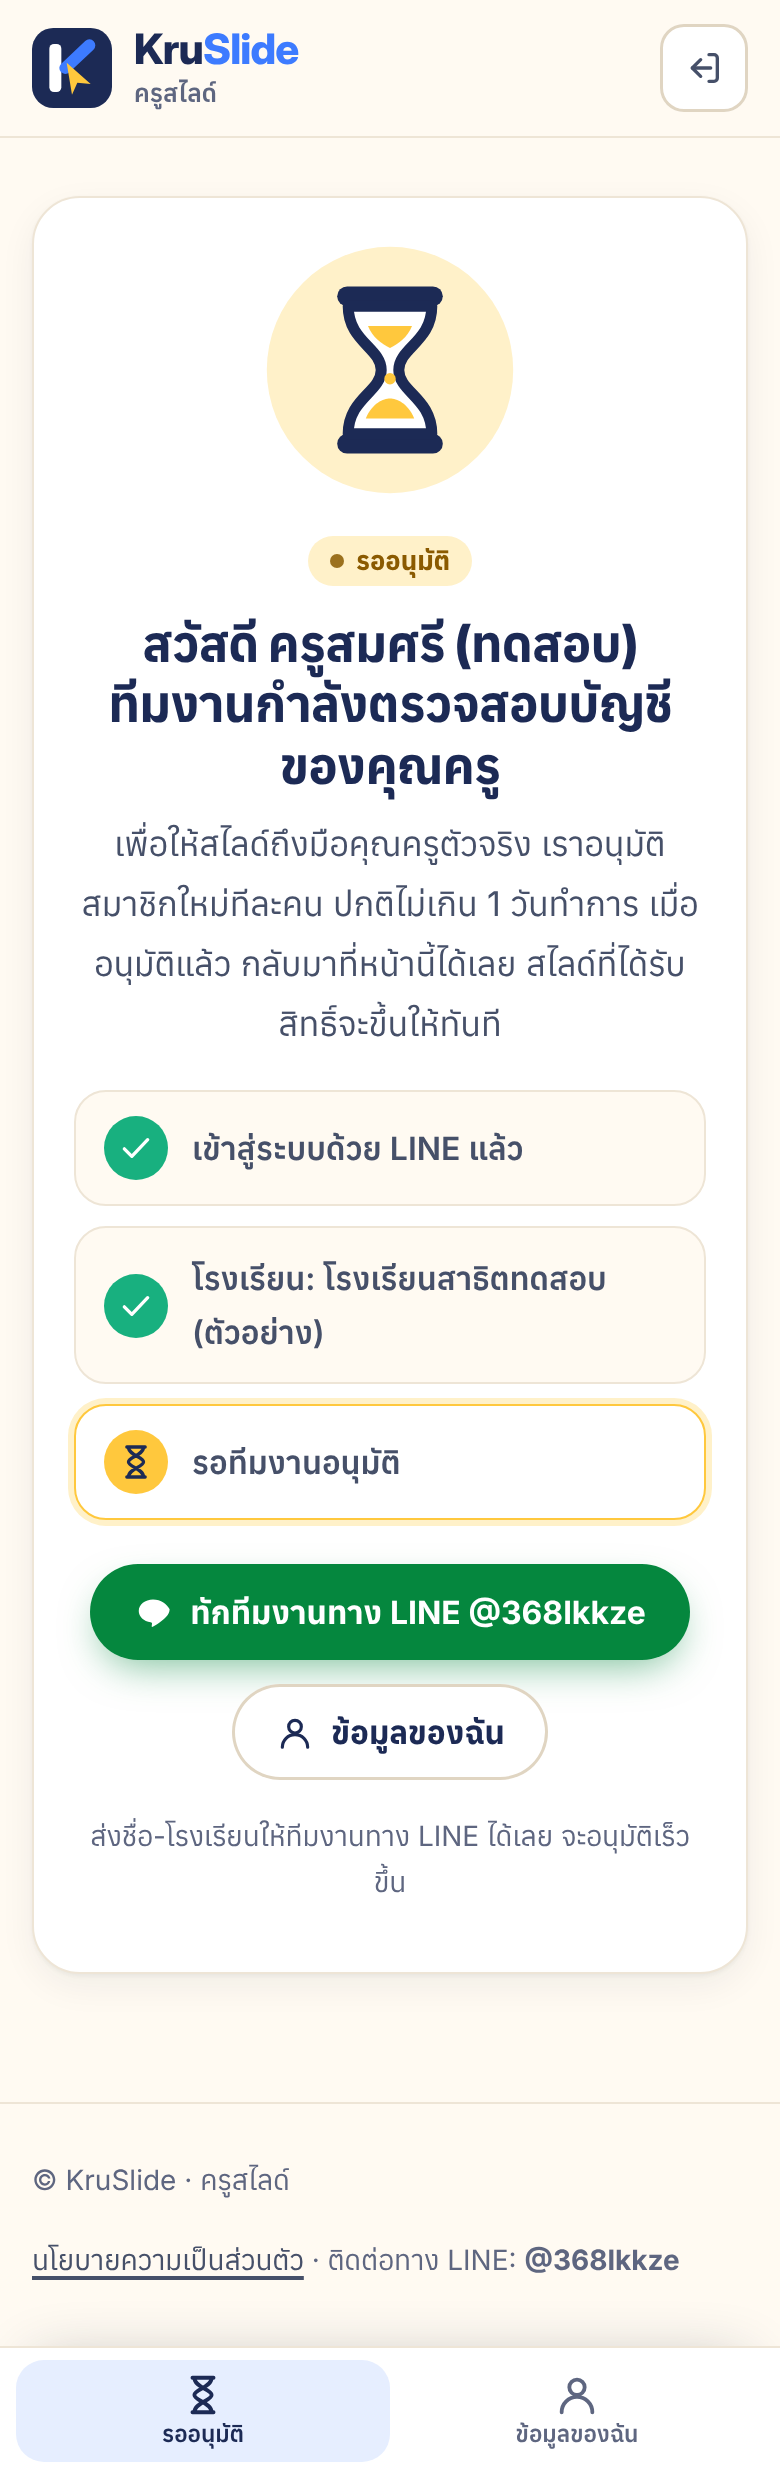 KruSlide
ครูสไลด์
รออนุมัติ
สวัสดี ครูสมศรี (ทดสอบ)
ทีมงานกำลังตรวจสอบบัญชี
ของคุณครู
เพื่อให้สไลด์ถึงมือคุณครูตัวจริง เราอนุมัติ
สมาชิกใหม่ทีละคน ปกติไม่เกิน 1 วันทำการ เมื่อ
อนุมัติแล้ว กลับมาที่หน้านี้ได้เลย สไลด์ที่ได้รับ
สิทธิ์จะขึ้นให้ทันที
เข้าสู่ระบบด้วย LINE แล้ว
โรงเรียน: โรงเรียนสาธิตทดสอบ
(ตัวอย่าง)
รอทีมงานอนุมัติ
ทักทีมงานทาง LINE @368lkkze
ข้อมูลของฉัน
ส่งชื่อ-โรงเรียนให้ทีมงานทาง LINE ได้เลย จะอนุมัติเร็ว
ขึ้น
© KruSlide · ครูสไลด์
นโยบายความเป็นส่วนตัว · ติดต่อทาง LINE: @368lkkze
รออนุมัติ
ข้อมูลของฉัน